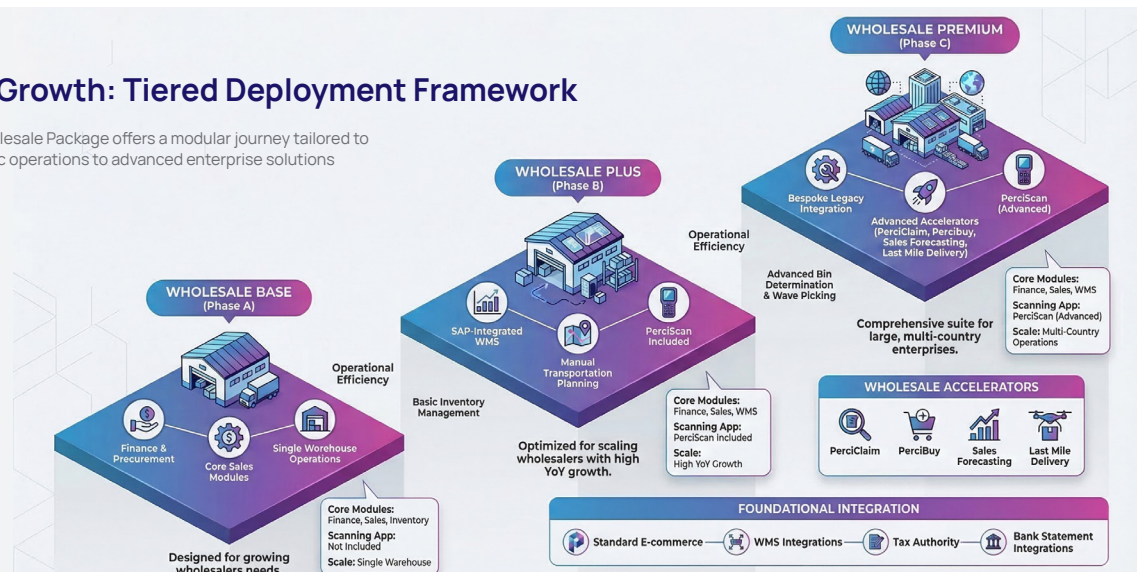 Growth: Tiered Deployment Framework
lesale Package offers a modular journey tailored to
c operations to advanced enterprise solutions
WHOLESALE BASE
(Phase A)
Finance &
Procurement
Core Sales
Modules
Single Warehouse
Operations
Designed for growing
wholesalers needs
Core Modules:
Finance, Sales, Inventory
Scanning App:
Not Included
Scale: Single Warehouse
Operational
Efficiency
Basic Inventory
Management
WHOLESALE PLUS
(Phase B)
SAP-Integrated
WMS
Manual
Transportation
Planning
PerciScan
Included
Optimized for scaling
wholesalers with high
YoY growth.
Core Modules:
Finance, Sales, WMS
Scanning App:
PerciScan included
Scale:
High YoY Growth
Operational
Efficiency
Advanced Bin
Determination
& Wave Picking
WHOLESALE PREMIUM
(Phase C)
Bespoke Legacy
Integration
Advanced Accelerators
(PerciClaim, Percibuy,
Sales Forecasting,
Last Mile Delivery)
PerciScan
(Advanced)
Comprehensive suite for
large, multi-country
enterprises.
Core Modules:
Finance, Sales, WMS
Scanning App:
PerciScan (Advanced)
Scale: Multi-Country
Operations
WHOLESALE ACCELERATORS
PerciClaim
PerciBuy
Sales
Forecasting
Last Mile
Delivery
FOUNDATIONAL INTEGRATION
Standard E-commerce
WMS Integrations
Tax Authority
Bank Statement
Integrations